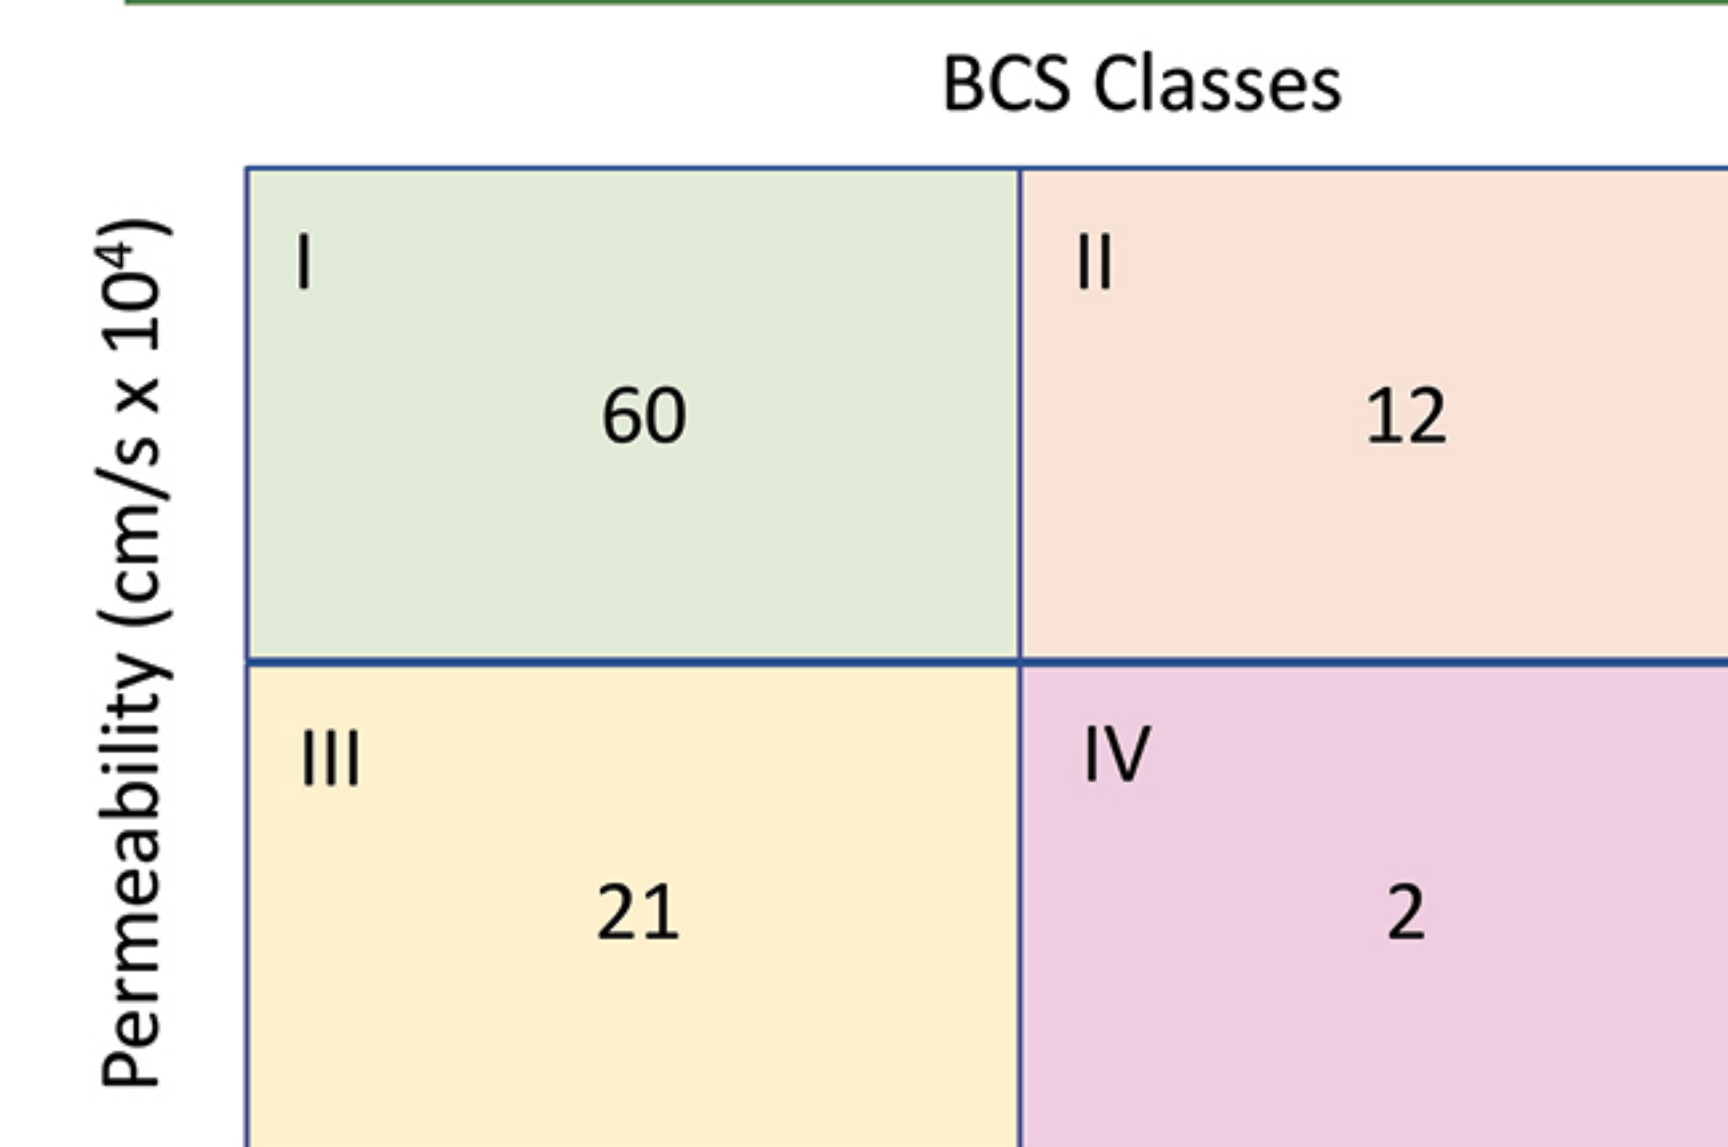 BCS Classes
Permeability (cm/s x 10⁴)
I
II
60
12
III
IV
21
2